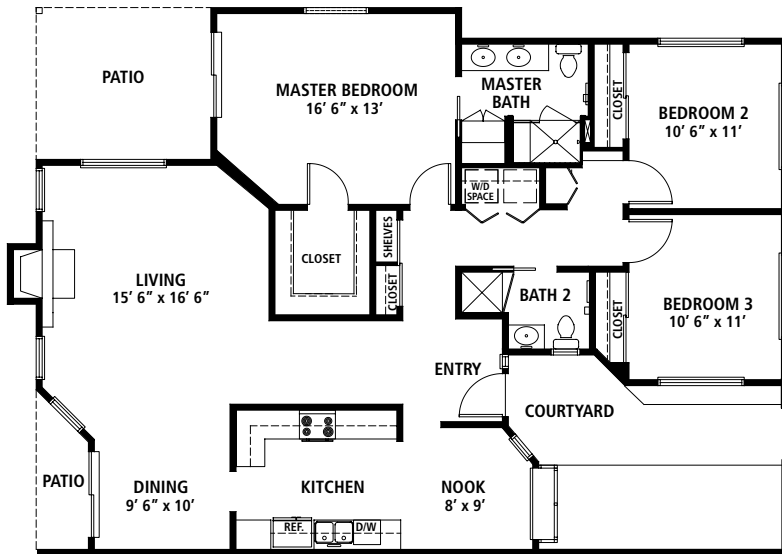 PATIO
MASTER BEDROOM
16' 6” x 13'
MASTER
BATH
CLOSET
BEDROOM 2
10' 6” x 11'
W/D
SPACE
SHELVES
CLOSET
CLOSET
LIVING
15' 6” x 16' 6”
BATH 2
CLOSET
BEDROOM 3
10' 6” x 11'
ENTRY
COURTYARD
PATIO
DINING
9' 6” x 10'
KITCHEN
NOOK
8' x 9'
REF.
D/W